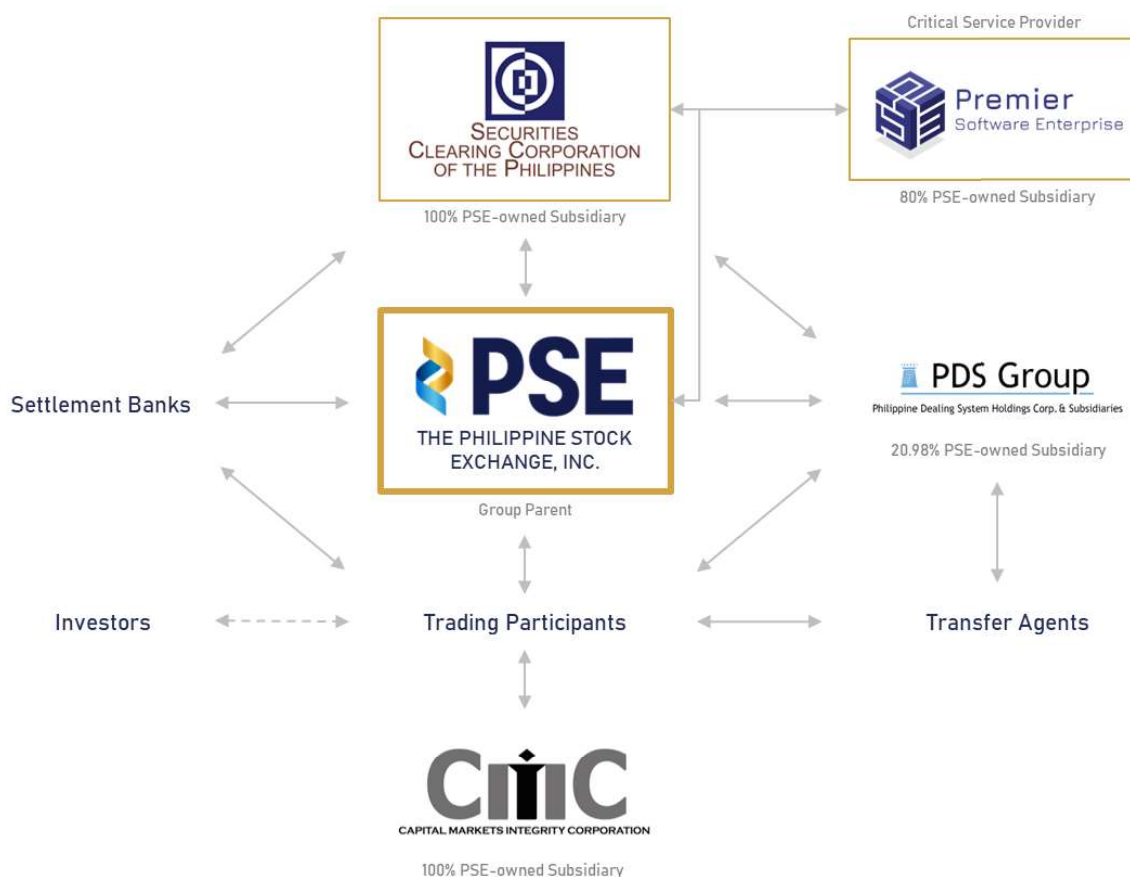 Critical Service Provider
SECURITIES
CLEARING CORPORATION
OF THE PHILIPPINES
Premier
Software Enterprise
100% PSE-owned Subsidiary
80% PSE-owned Subsidiary
PSE
THE PHILIPPINE STOCK
EXCHANGE, INC.
Group Parent
Settlement Banks
PDS Group
Philippine Dealing System Holdings Corp. & Subsidiaries
20.98% PSE-owned Subsidiary
Investors
Trading Participants
Transfer Agents
CMIC
CAPITAL MARKETS INTEGRITY CORPORATION
100% PSE-owned Subsidiary